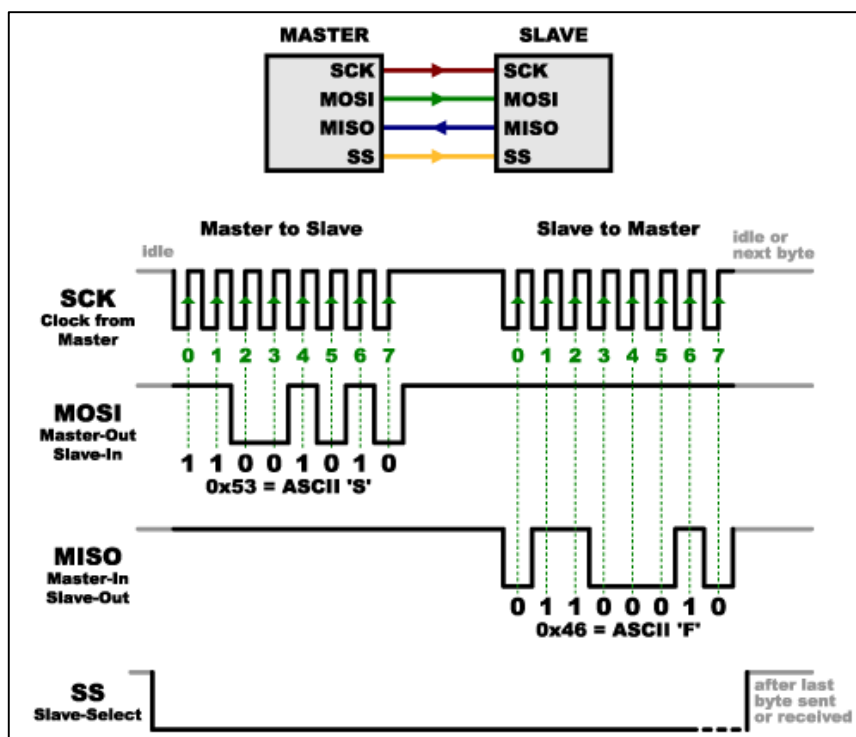 MASTER SLAVE
SCK SCK
MOSI MOSI
MISO MISO
SS SS
Master to Slave Slave to Master
idle
idle or
next byte
SCK
Clock from
Master
0 1 2 3 4 5 6 7 0 1 2 3 4 5 6 7
MOSI
Master-Out
Slave-In
1 1 0 0 1 0 1 0
0x53 = ASCII 'S'
MISO
Master-In
Slave-Out
0 1 1 0 0 0 1 0
0x46 = ASCII 'F'
SS
Slave-Select
after last
byte sent
or received